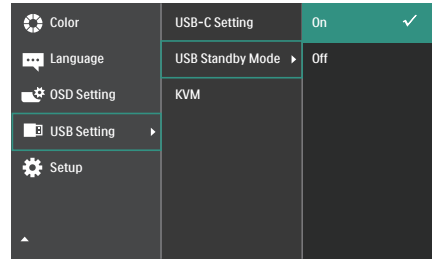 Color
Language
OSD Setting
USB Setting
Setup
USB-C Setting
USB Standby Mode
KVM
On
Off